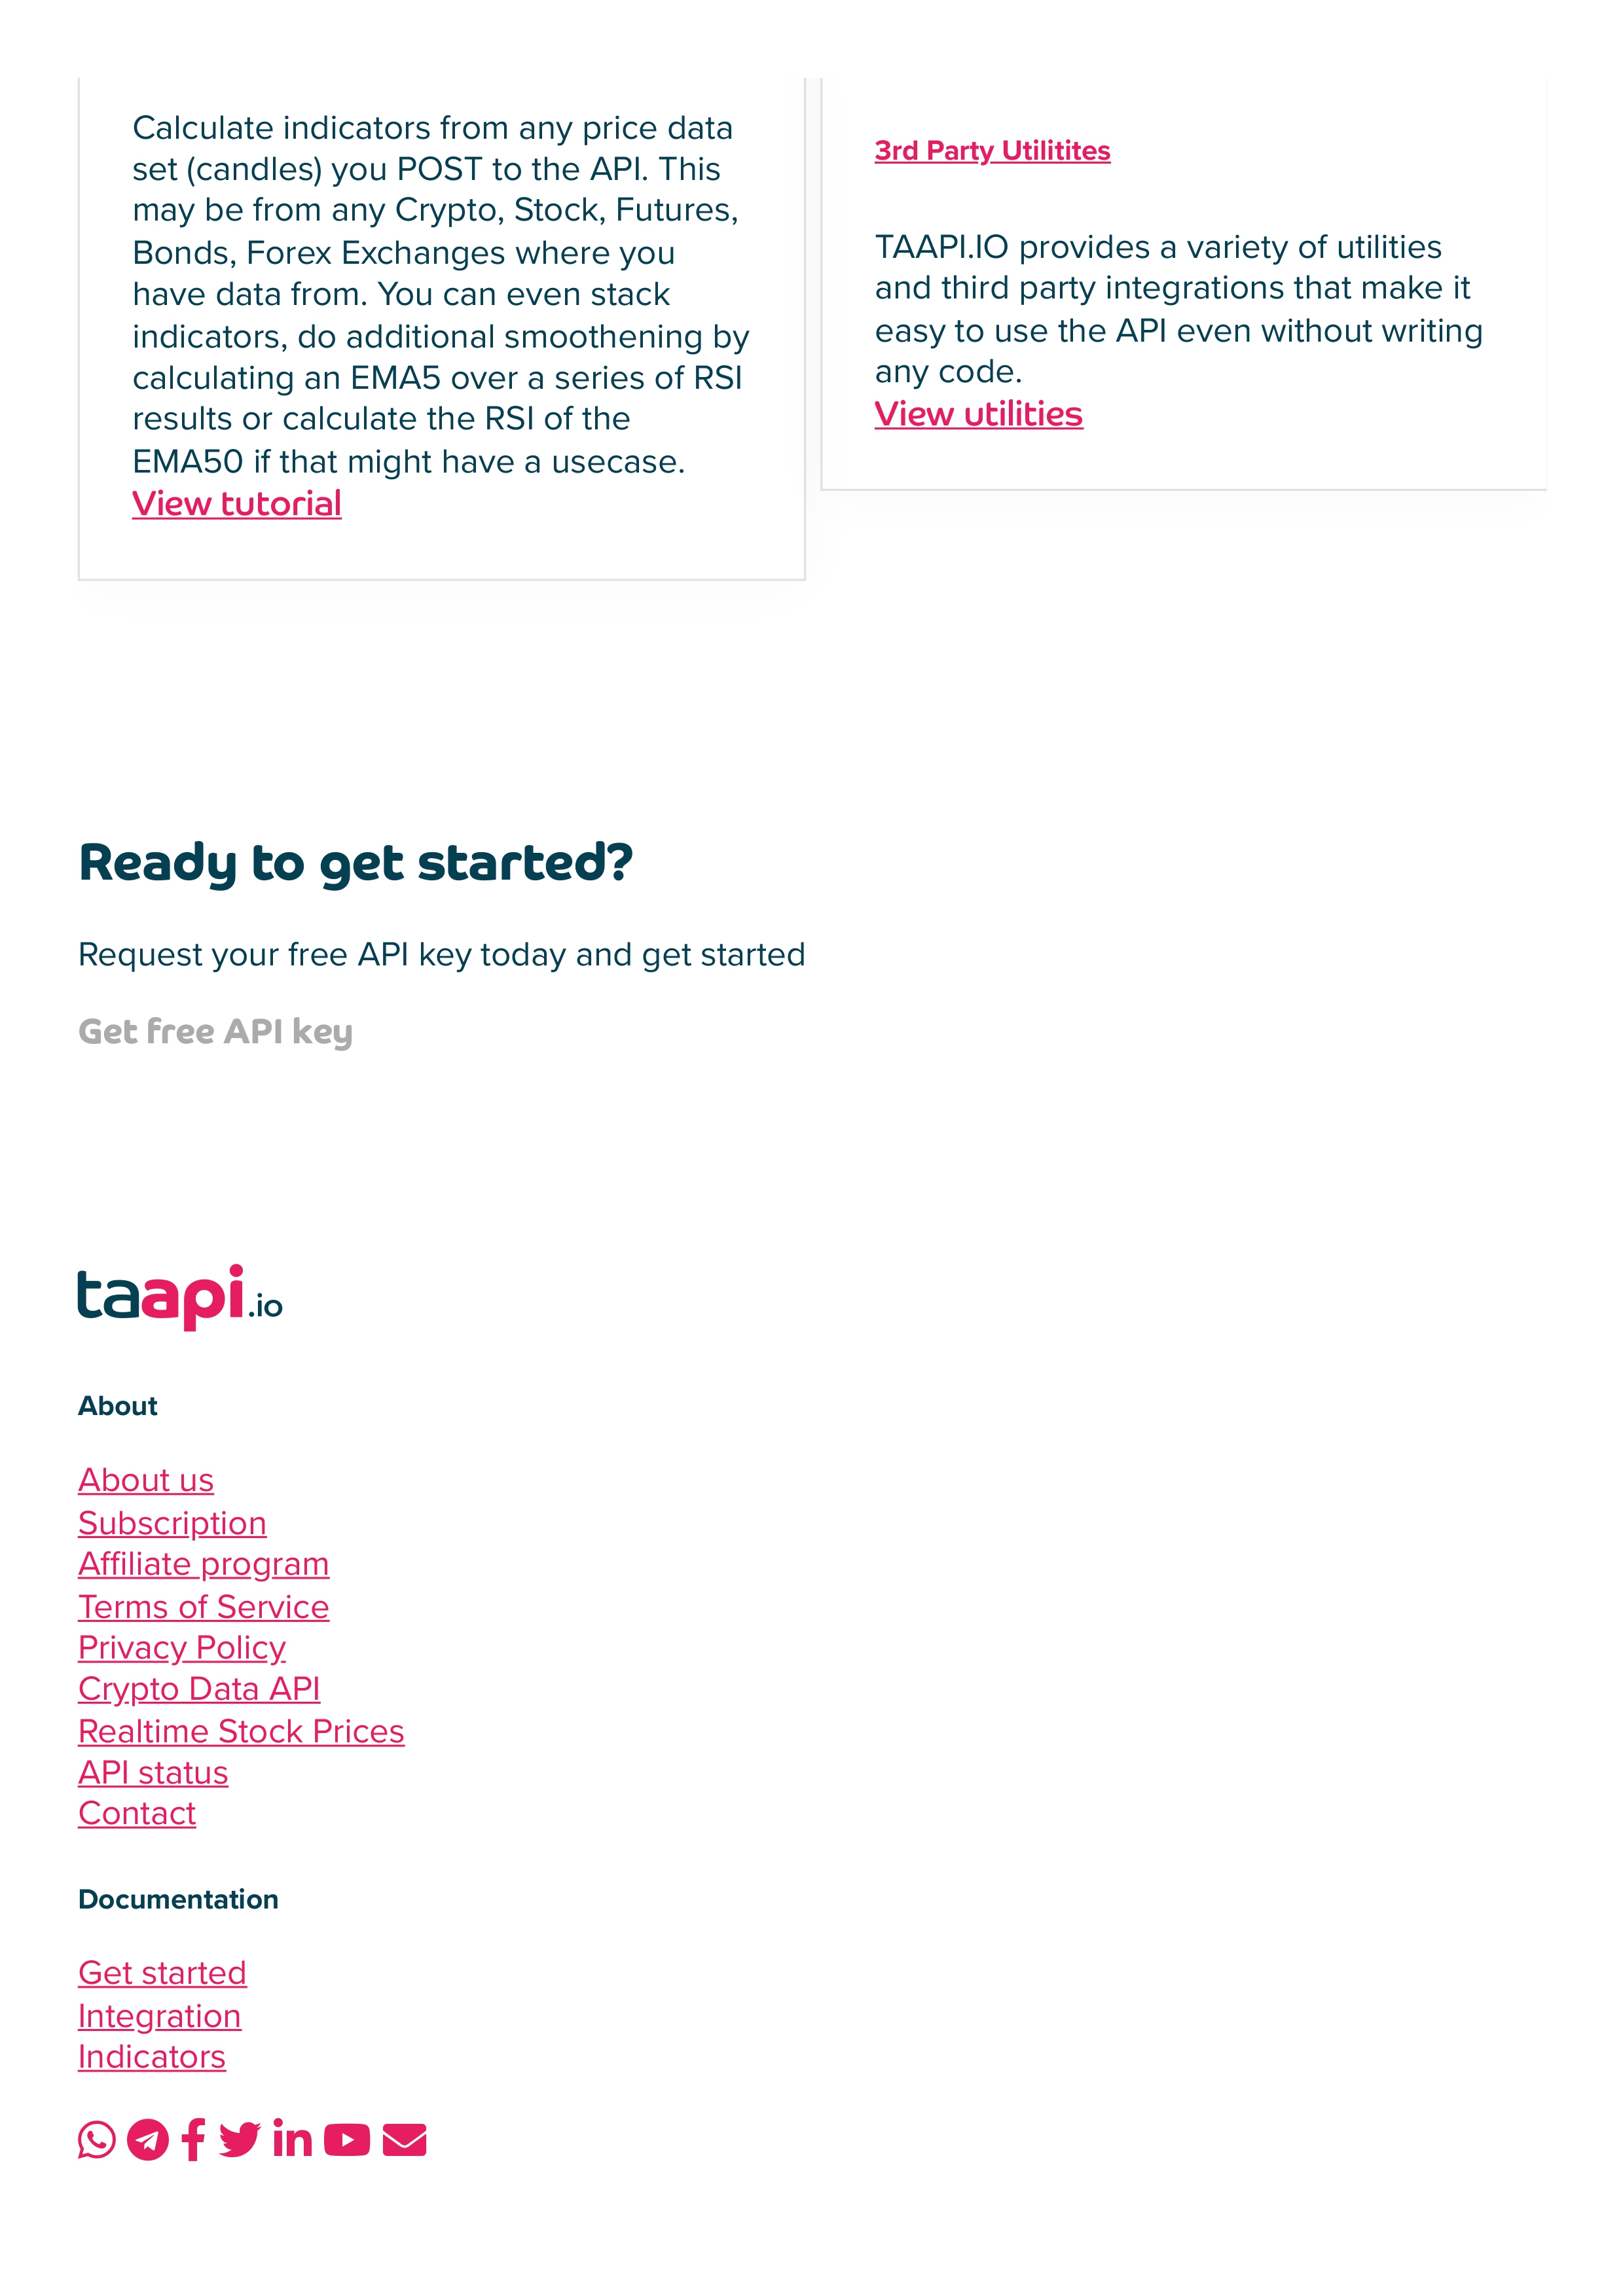 Calculate indicators from any price data
set (candles) you POST to the API. This
may be from any Crypto, Stock, Futures,
Bonds, Forex Exchanges where you
have data from. You can even stack
indicators, do additional smoothening by
calculating an EMA5 over a series of RSI
results or calculate the RSI of the
EMA50 if that might have a usecase.
View tutorial
3rd Party Utilitites
TAAPI.IO provides a variety of utilities
and third party integrations that make it
easy to use the API even without writing
any code.
View utilities
Ready to get started?
Request your free API key today and get started
Get free API key
taapi.io
About
About us
Subscription
Affiliate program
Terms of Service
Privacy Policy
Crypto Data API
Realtime Stock Prices
API status
Contact
Documentation
Get started
Integration
Indicators